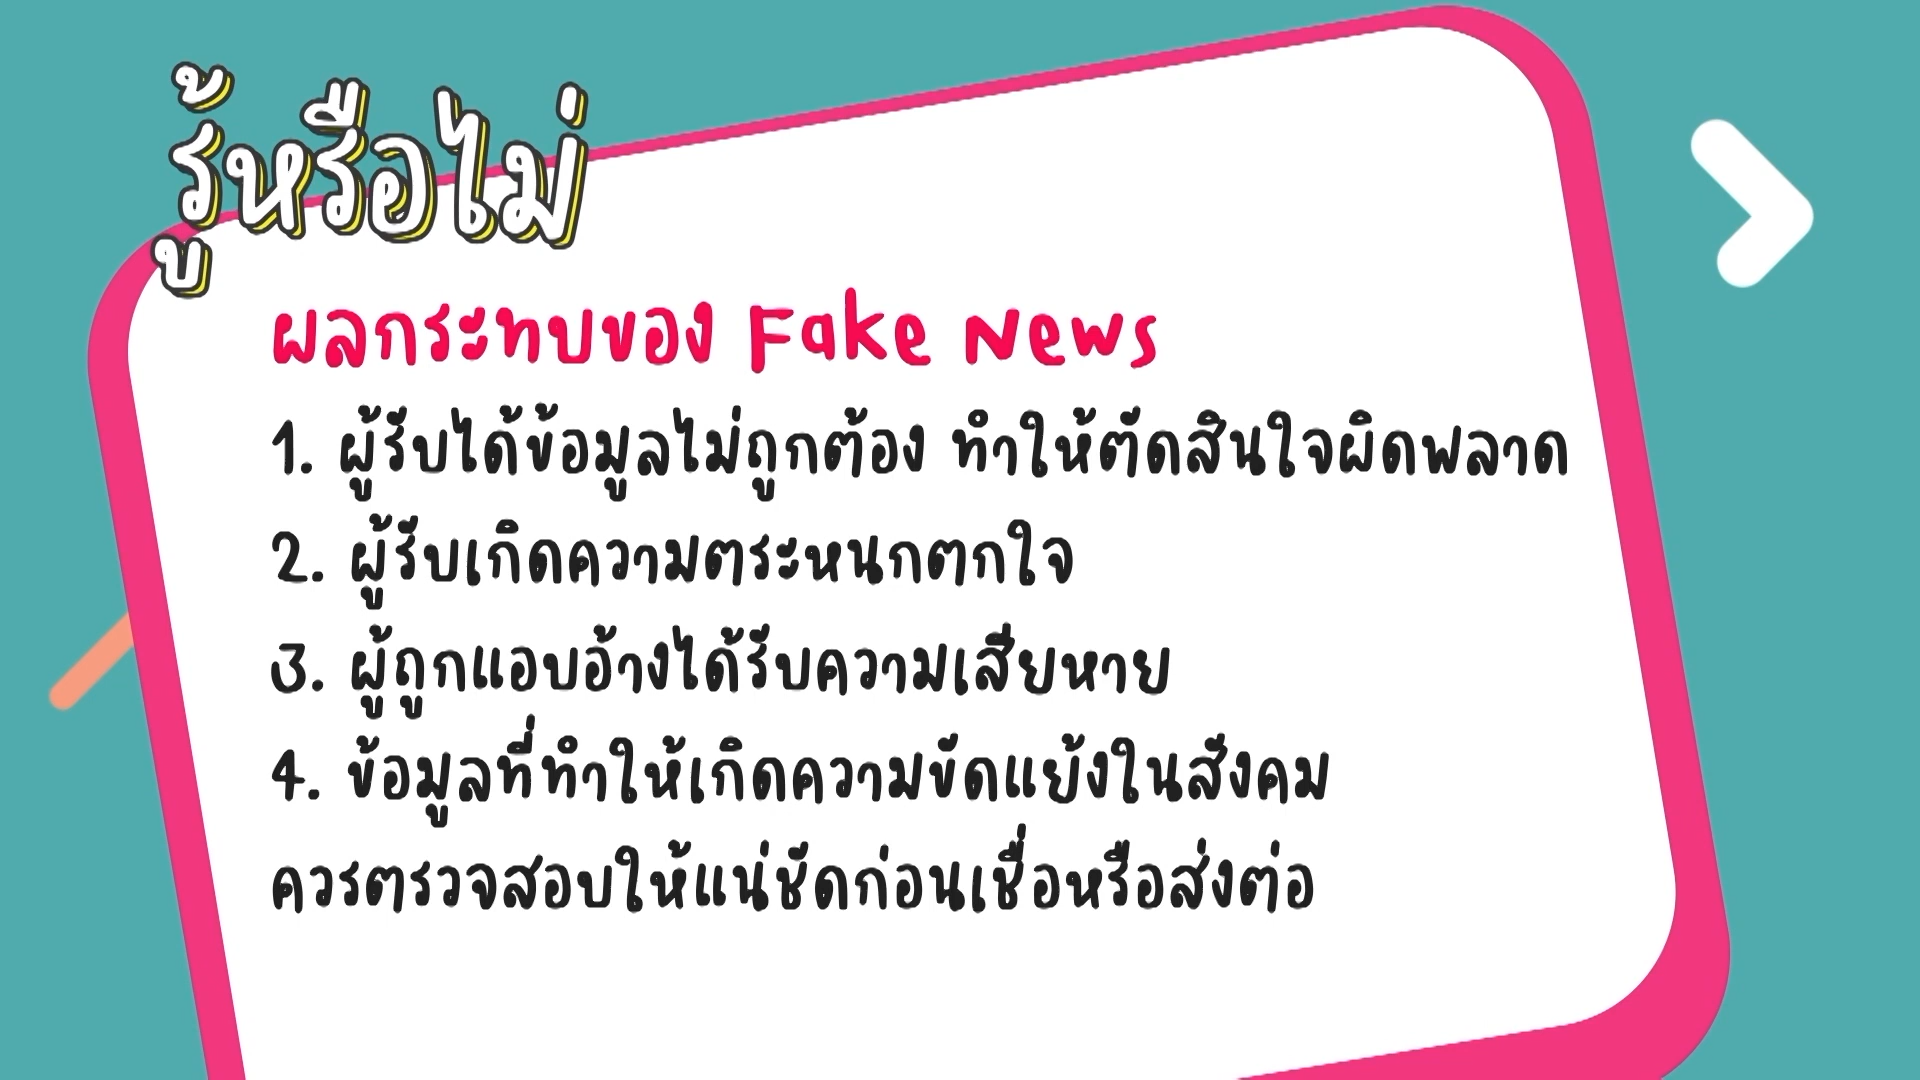 รู้หรือไม่
ผลกระทบของ Fake News
1. ผู้รับได้ข้อมูลไม่ถูกต้อง ทำให้ตัดสินใจผิดพลาด
2. ผู้รับเกิดความตระหนกตกใจ
3. ผู้ถูกแอบอ้างได้รับความเสียหาย
4. ข้อมูลที่ทำให้เกิดความขัดแย้งในสังคม
ควรตรวจสอบให้แน่ชัดก่อนเชื่อหรือส่งต่อ